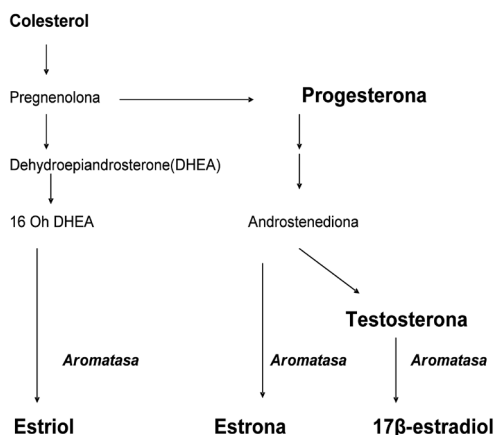 Colesterol
Pregnenolona
Progesterona
Dehydroepiandrosterone(DHEA)
16 Oh DHEA
Androstenediona
Testosterona
Aromatasa
Aromatasa
Aromatasa
Estriol
Estrona
17β-estradiol